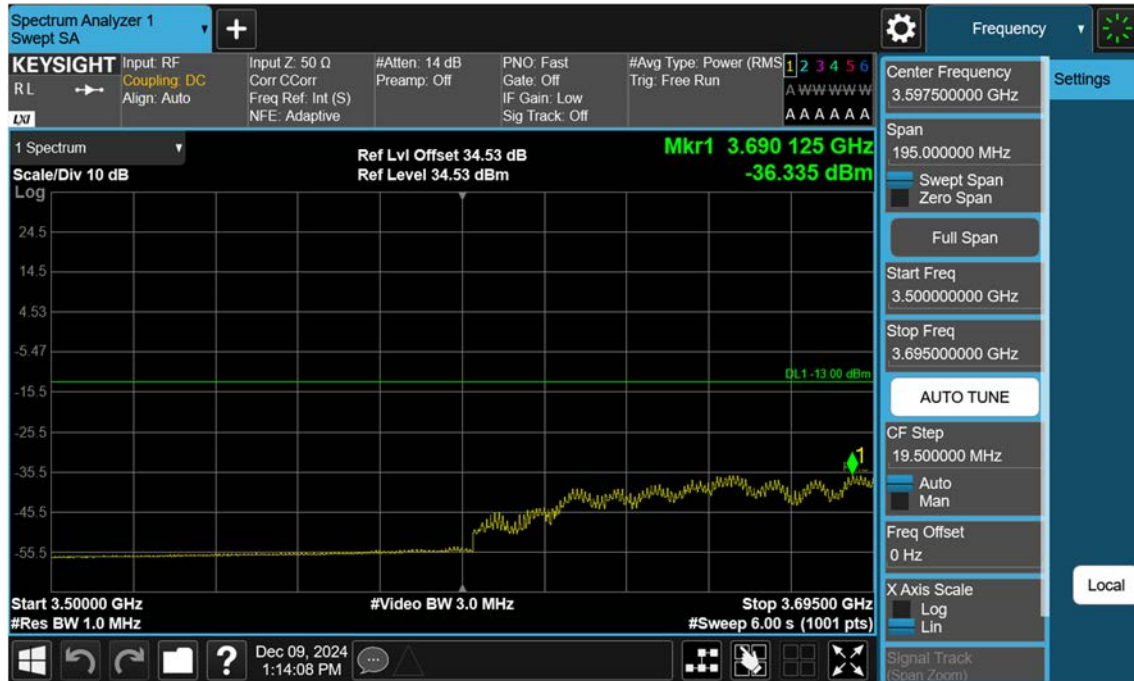 Spectrum Analyzer 1
Swept SA
+
Frequency
KEYSIGHT
RL
LXI
Input: RF
Coupling: DC
Align: Auto
Input Z: 50 Ω
Corr CCorr
Freq Ref: Int (S)
NFE: Adaptive
#Atten: 14 dB
Preamp: Off
PNO: Fast
Gate: Off
IF Gain: Low
Sig Track: Off
#Avg Type: Power (RMS
Trig: Free Run
1 2 3 4 5 6
A W W W W W
A A A A A A
1 Spectrum
Scale/Div 10 dB
Ref Lvl Offset 34.53 dB
Ref Level 34.53 dBm
Mkr1 3.690 125 GHz
-36.335 dBm
Log
24.5
14.5
4.53
-5.47
-15.5
-25.5
-35.5
-45.5
-55.5
DL1 -13.00 dBm
1
Start 3.50000 GHz
#Video BW 3.0 MHz
Stop 3.69500 GHz
#Res BW 1.0 MHz
#Sweep 6.00 s (1001 pts)
Dec 09, 2024
1:14:08 PM
?
Center Frequency
3.597500000 GHz
Span
195.000000 MHz
Swept Span
Zero Span
Full Span
Start Freq
3.500000000 GHz
Stop Freq
3.695000000 GHz
AUTO TUNE
CF Step
19.500000 MHz
Auto
Man
Freq Offset
0 Hz
X Axis Scale
Log
Lin
Signal Track
(Span Zoom)
Settings
Local